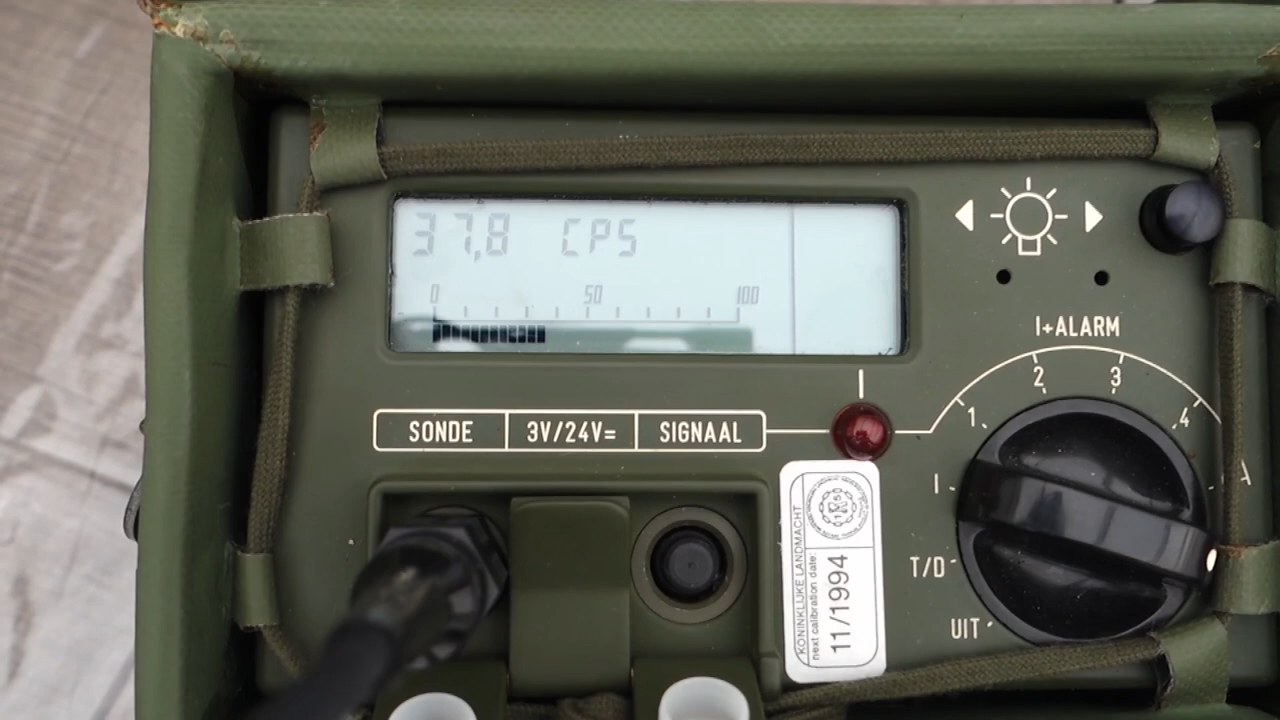 37,8 CPS
0 50 100
I+ALARM
1 2 3 4
I
A
T/D
UIT
SONDE 3V/24V= SIGNAAL
KONINKLIJKE LANDMACHT
next calibration date:
11/1994